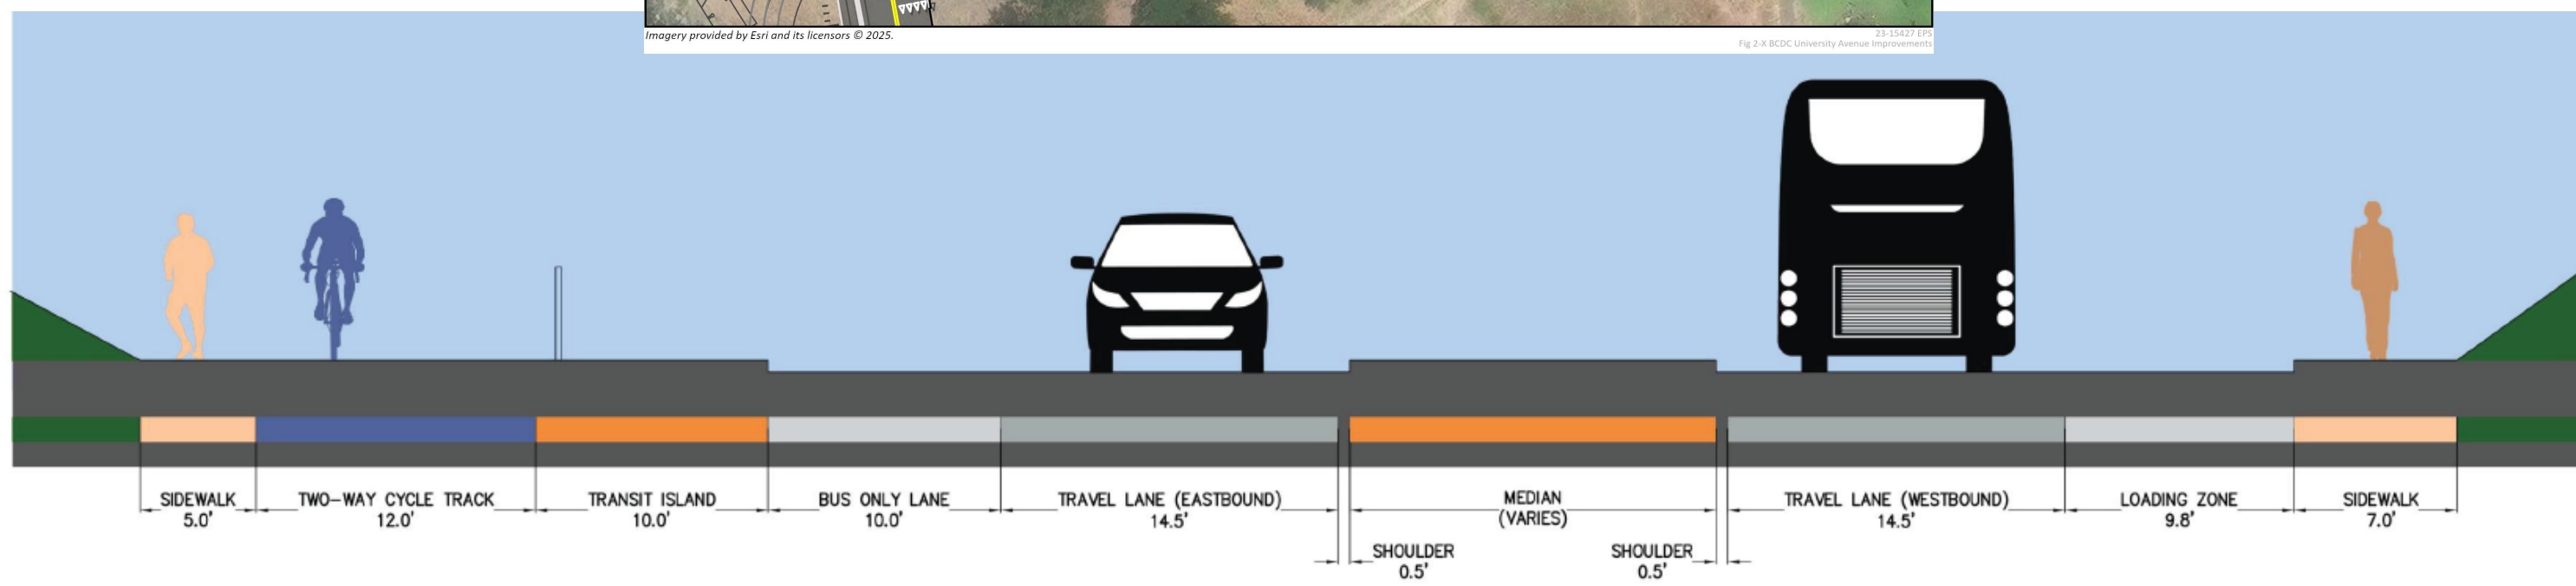 Imagery provided by Esri and its licensors © 2025.
23-15427 EPS
Fig 2-X BCDC University Avenue Improvements
SIDEWALK
5.0'
TWO-WAY CYCLE TRACK
12.0'
TRANSIT ISLAND
10.0'
BUS ONLY LANE
10.0'
TRAVEL LANE (EASTBOUND)
14.5'
MEDIAN
(VARIES)
TRAVEL LANE (WESTBOUND)
14.5'
LOADING ZONE
9.8'
SIDEWALK
7.0'
SHOULDER
0.5'
SHOULDER
0.5'